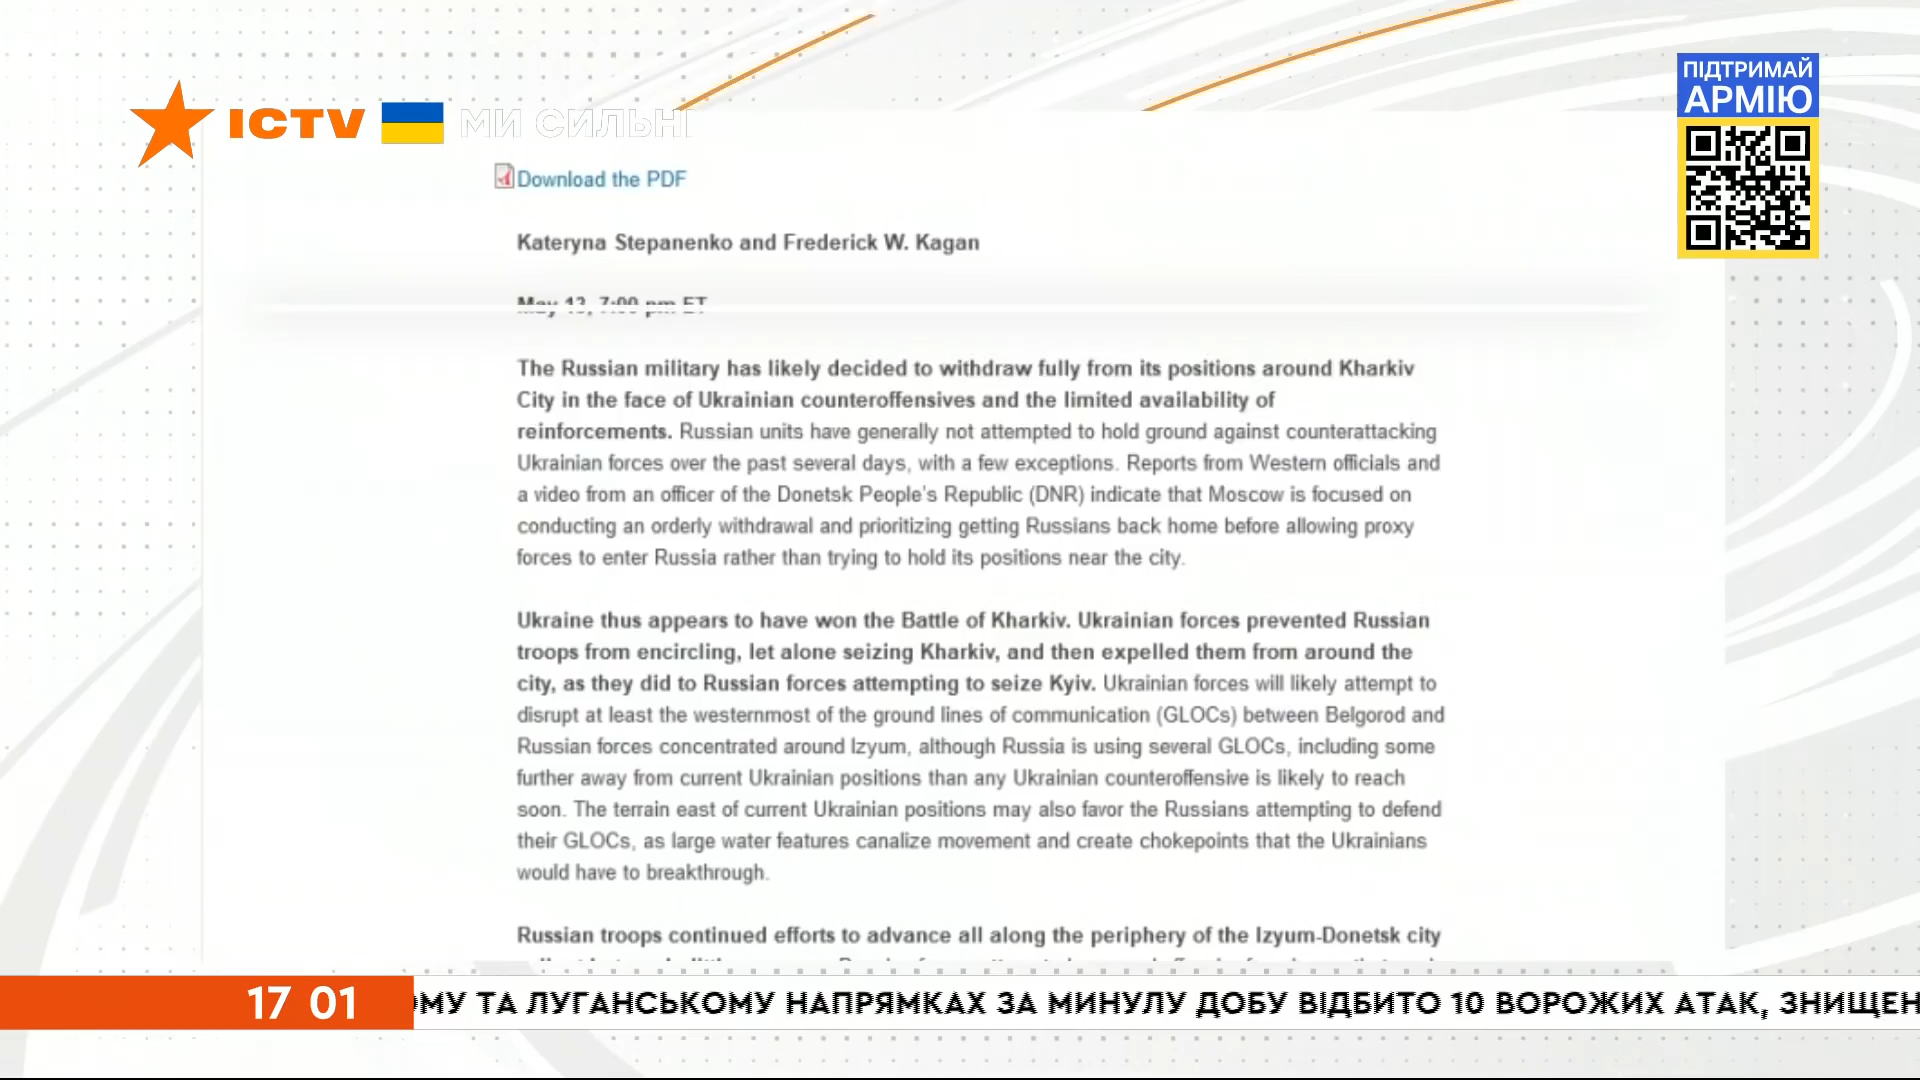 ICTV МИ СИЛЬНІ
ПІДТРИМАЙ
АРМІЮ
Download the PDF
Kateryna Stepanenko and Frederick W. Kagan
May 13, 7:00 pm ET
The Russian military has likely decided to withdraw fully from its positions around Kharkiv
City in the face of Ukrainian counteroffensives and the limited availability of
reinforcements. Russian units have generally not attempted to hold ground against counterattacking
Ukrainian forces over the past several days, with a few exceptions. Reports from Western officials and
a video from an officer of the Donetsk People's Republic (DNR) indicate that Moscow is focused on
conducting an orderly withdrawal and prioritizing getting Russians back home before allowing proxy
forces to enter Russia rather than trying to hold its positions near the city.
Ukraine thus appears to have won the Battle of Kharkiv. Ukrainian forces prevented Russian
troops from encircling, let alone seizing Kharkiv, and then expelled them from around the
city, as they did to Russian forces attempting to seize Kyiv. Ukrainian forces will likely attempt to
disrupt at least the westernmost of the ground lines of communication (GLOCs) between Belgorod and
Russian forces concentrated around Izyum, although Russia is using several GLOCs, including some
further away from current Ukrainian positions than any Ukrainian counteroffensive is likely to reach
soon. The terrain east of current Ukrainian positions may also favor the Russians attempting to defend
their GLOCs, as large water features canalize movement and create chokepoints that the Ukrainians
would have to breakthrough.
Russian troops continued efforts to advance all along the periphery of the Izyum-Donetsk city
17 01 ОМУ ТА ЛУГАНСЬКОМУ НАПРЯМКАХ ЗА МИНУЛУ ДОБУ ВІДБИТО 10 ВОРОЖИХ АТАК, ЗНИЩЕН